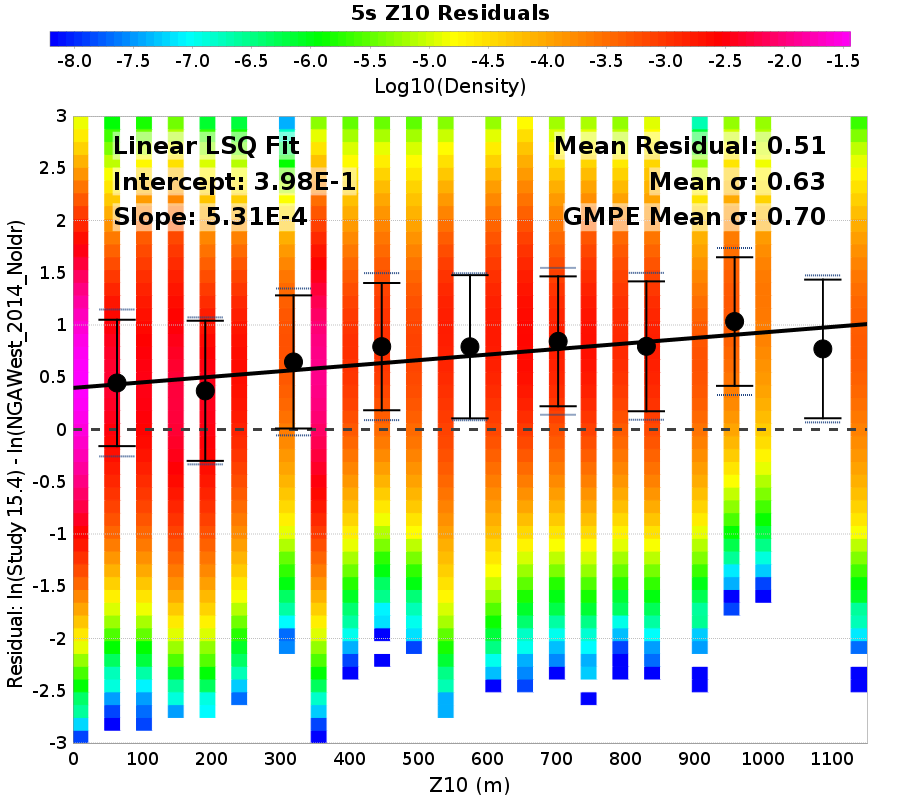 5s Z10 Residuals
-8.0 -7.5 -7.0 -6.5 -6.0 -5.5 -5.0 -4.5 -4.0 -3.5 -3.0 -2.5 -2.0 -1.5
Log10(Density)
Linear LSQ Fit
Intercept: 3.98E-1
Slope: 5.31E-4
Mean Residual: 0.51
Mean σ: 0.63
GMPE Mean σ: 0.70
Residual: ln(Study 15.4) - ln(NGAWest_2014_NoIdr)
3
2.5
2
1.5
1
0.5
0
-0.5
-1
-1.5
-2
-2.5
-3
0 100 200 300 400 500 600 700 800 900 1000 1100
Z10 (m)